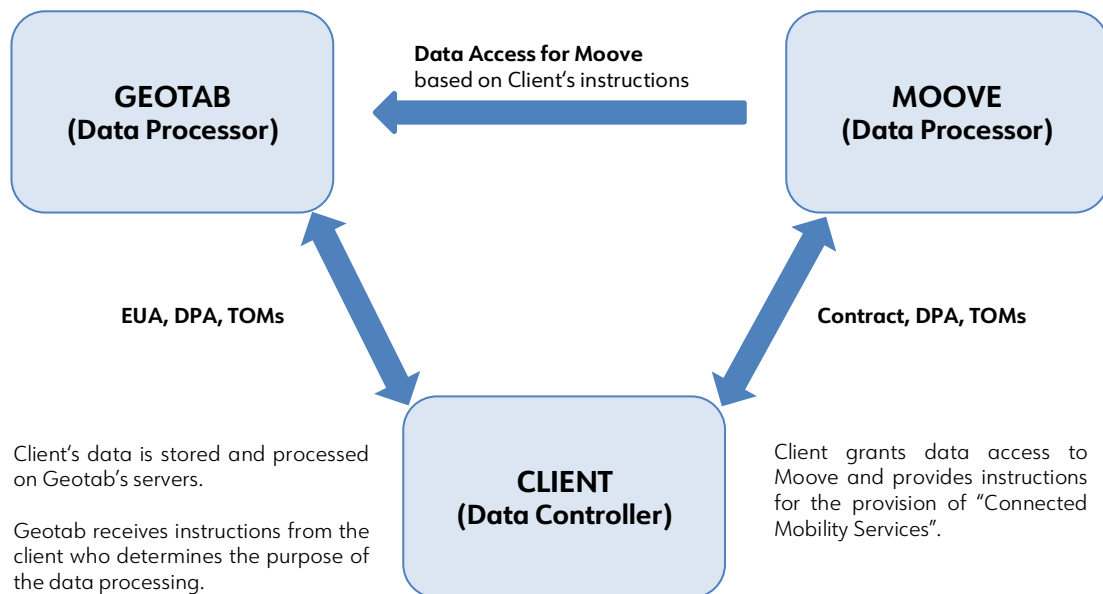 GEOTAB
(Data Processor)
Data Access for Moove
based on Client's instructions
MOOVE
(Data Processor)
EUA, DPA, TOMs
Contract, DPA, TOMs
Client's data is stored and processed
on Geotab's servers.
Geotab receives instructions from the
client who determines the purpose of
the data processing.
CLIENT
(Data Controller)
Client grants data access to
Moove and provides instructions
for the provision of “Connected
Mobility Services”.